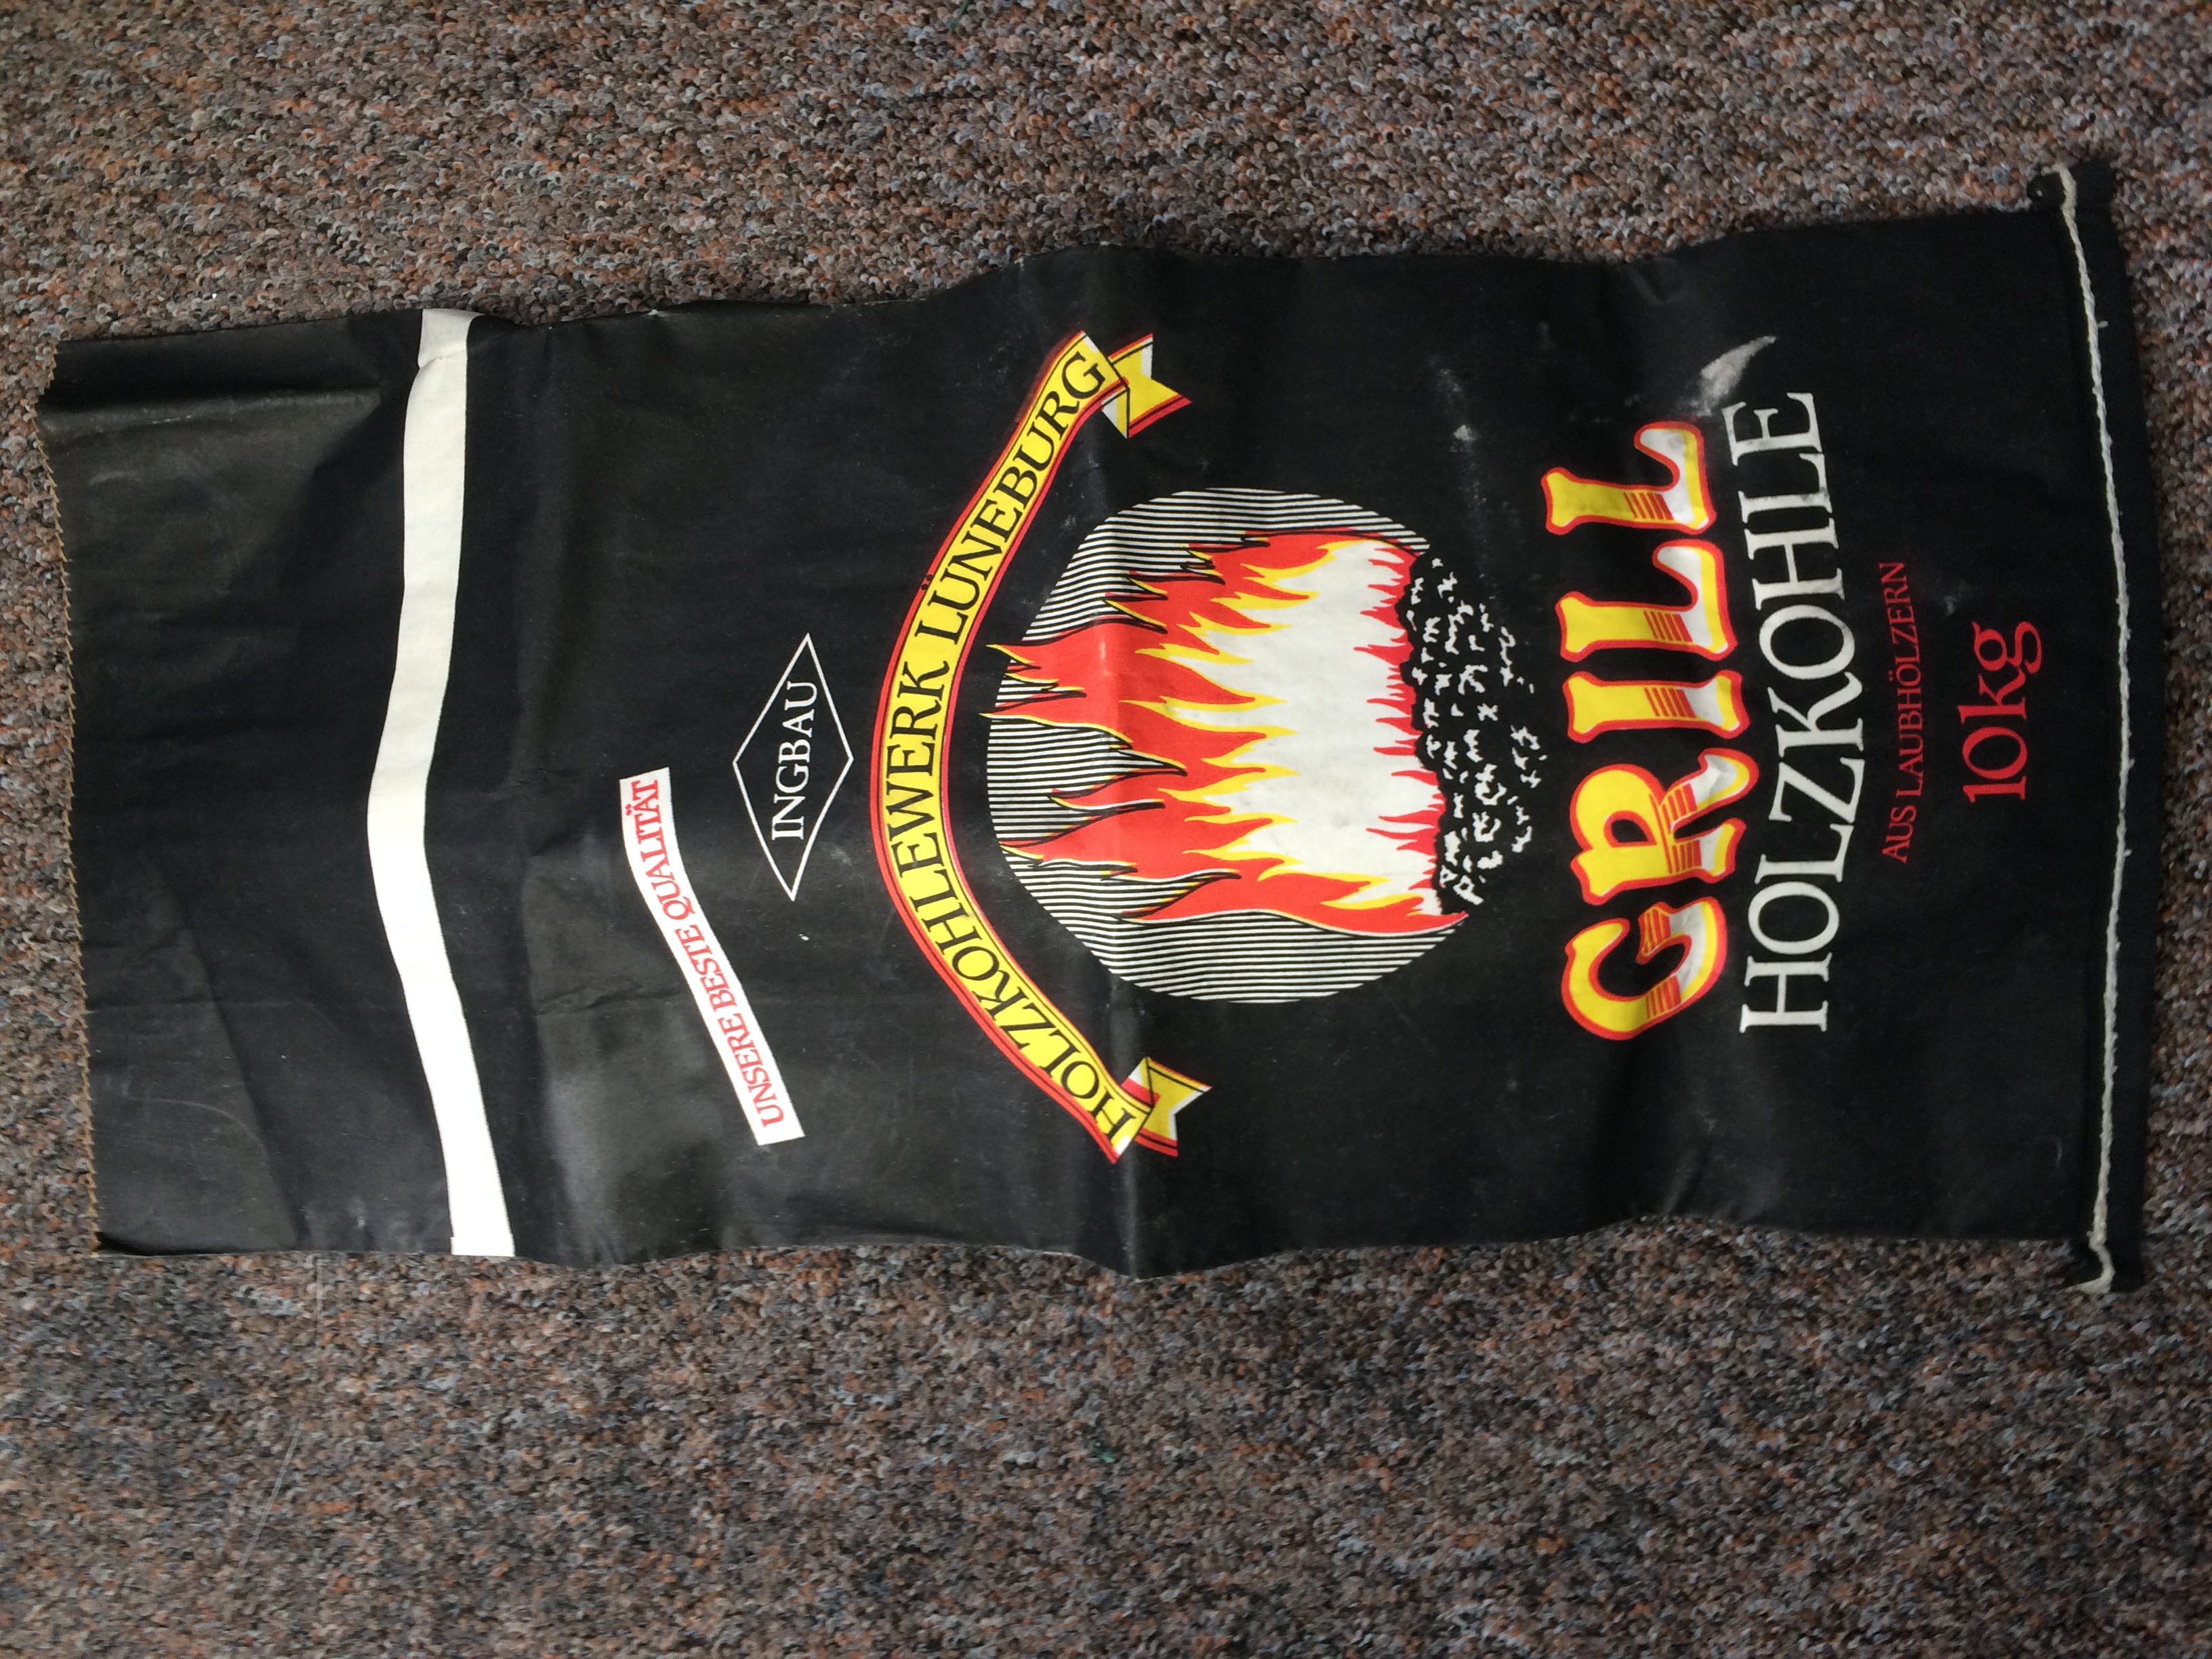 UNSERE BESTE QUALITÄT
INGBAU
HOLZKOHLEWERK LÜNEBURG
GRILL
HOLZKOHLE
AUS LAUBHÖLZERN
10kg